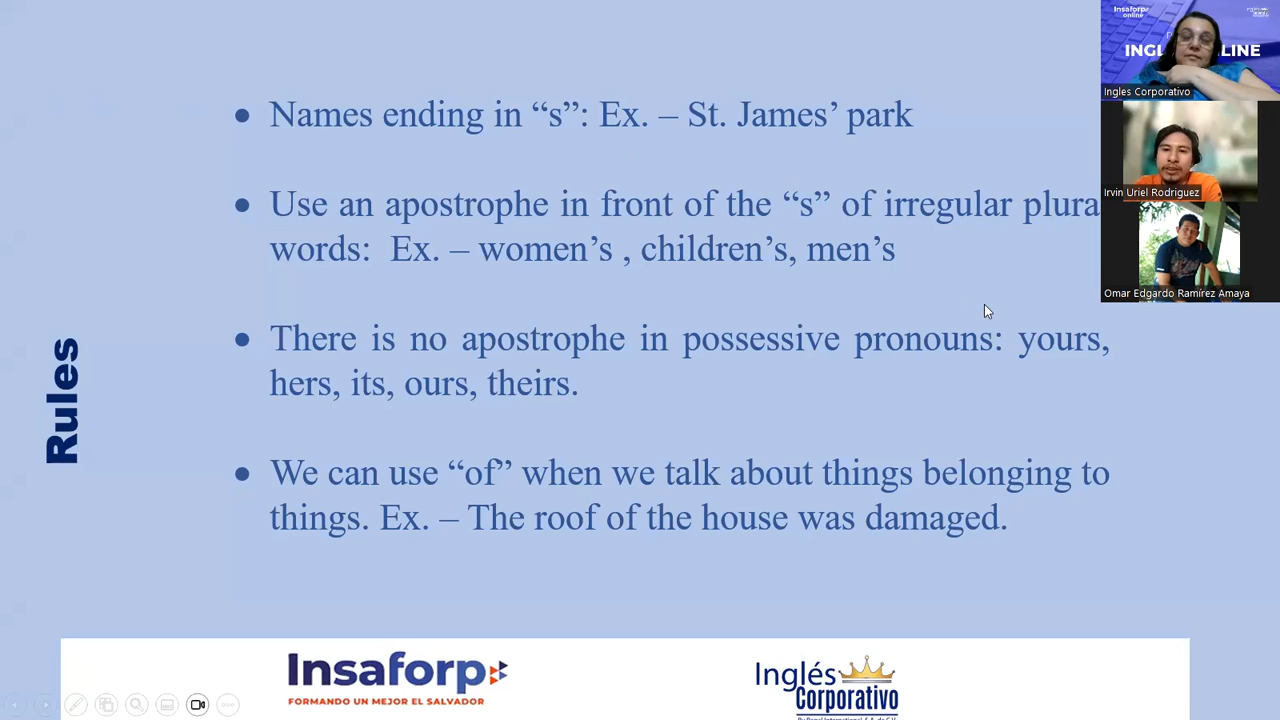 • Names ending in “s”: Ex. – St. James’ park
• Use an apostrophe in front of the “s” of irregular plura
words: Ex. – women’s , children’s, men’s
• There is no apostrophe in possessive pronouns: yours,
hers, its, ours, theirs.
• We can use “of” when we talk about things belonging to
things. Ex. – The roof of the house was damaged.
Rules
Insaforp
online
INGL LINE
Ingles Corporativo
Irvin Uriel Rodriguez
Omar Edgardo Ramírez Amaya
Insaforp
FORMANDO UN MEJOR EL SALVADOR
Inglés
Corporativo